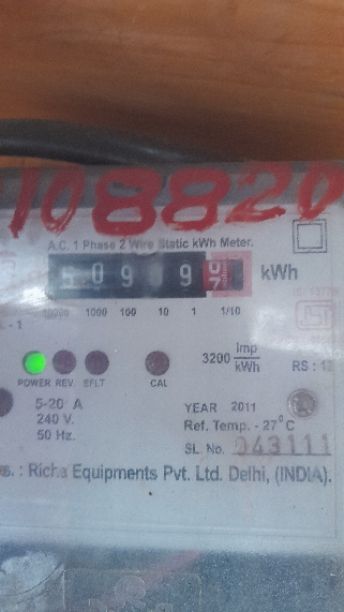 108820
A.C. 1 Phase 2 Wire Static kWh Meter.
kWh
10000 1000 100 10 1 1/10
- 1
3200 Imp/kWh
POWER REV. EFLT CAL
5-20 A
240 V.
50 Hz.
YEAR 2011
Ref. Temp. - 27°C
SL No. 043111
s. : Richa Equipments Pvt. Ltd. Delhi, (INDIA).